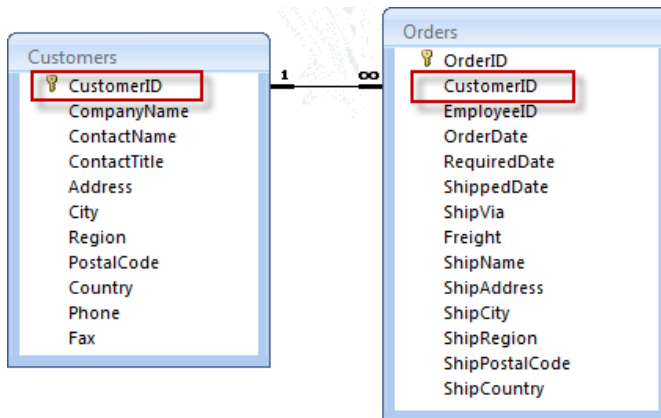 Customers
CustomerID
CompanyName
ContactName
ContactTitle
Address
City
Region
PostalCode
Country
Phone
Fax
1 ∞
Orders
OrderID
CustomerID
EmployeeID
OrderDate
RequiredDate
ShippedDate
ShipVia
Freight
ShipName
ShipAddress
ShipCity
ShipRegion
ShipPostalCode
ShipCountry